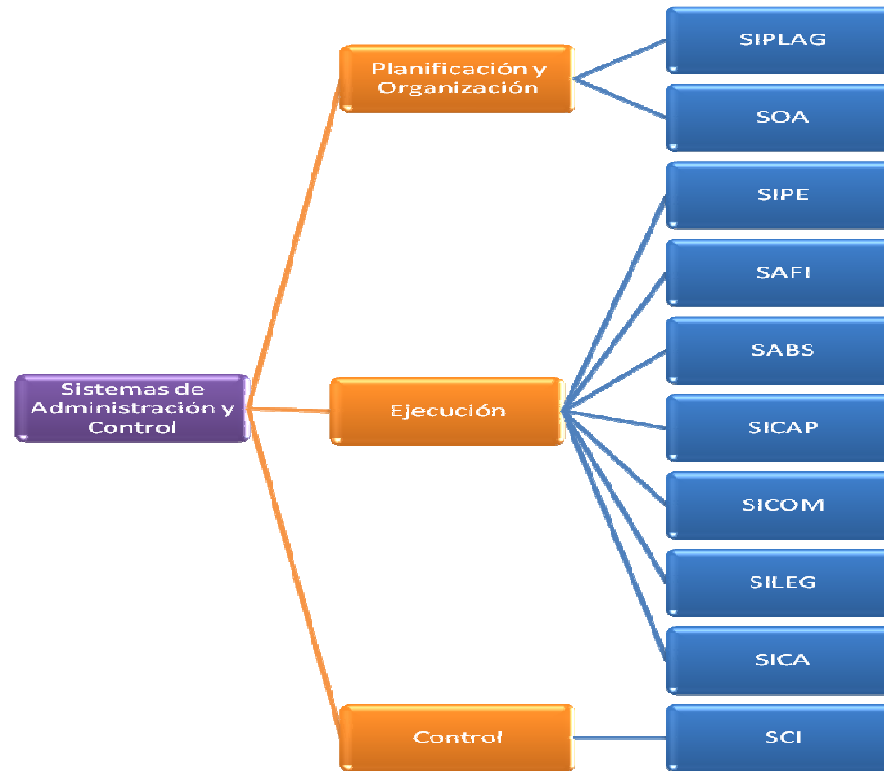 Sistemas de
Administración y
Control
Planificación y
Organización
SIPLAG
SOA
Ejecución
SIPE
SAFI
SABS
SICAP
SICOM
SILEG
SICA
Control
SCI